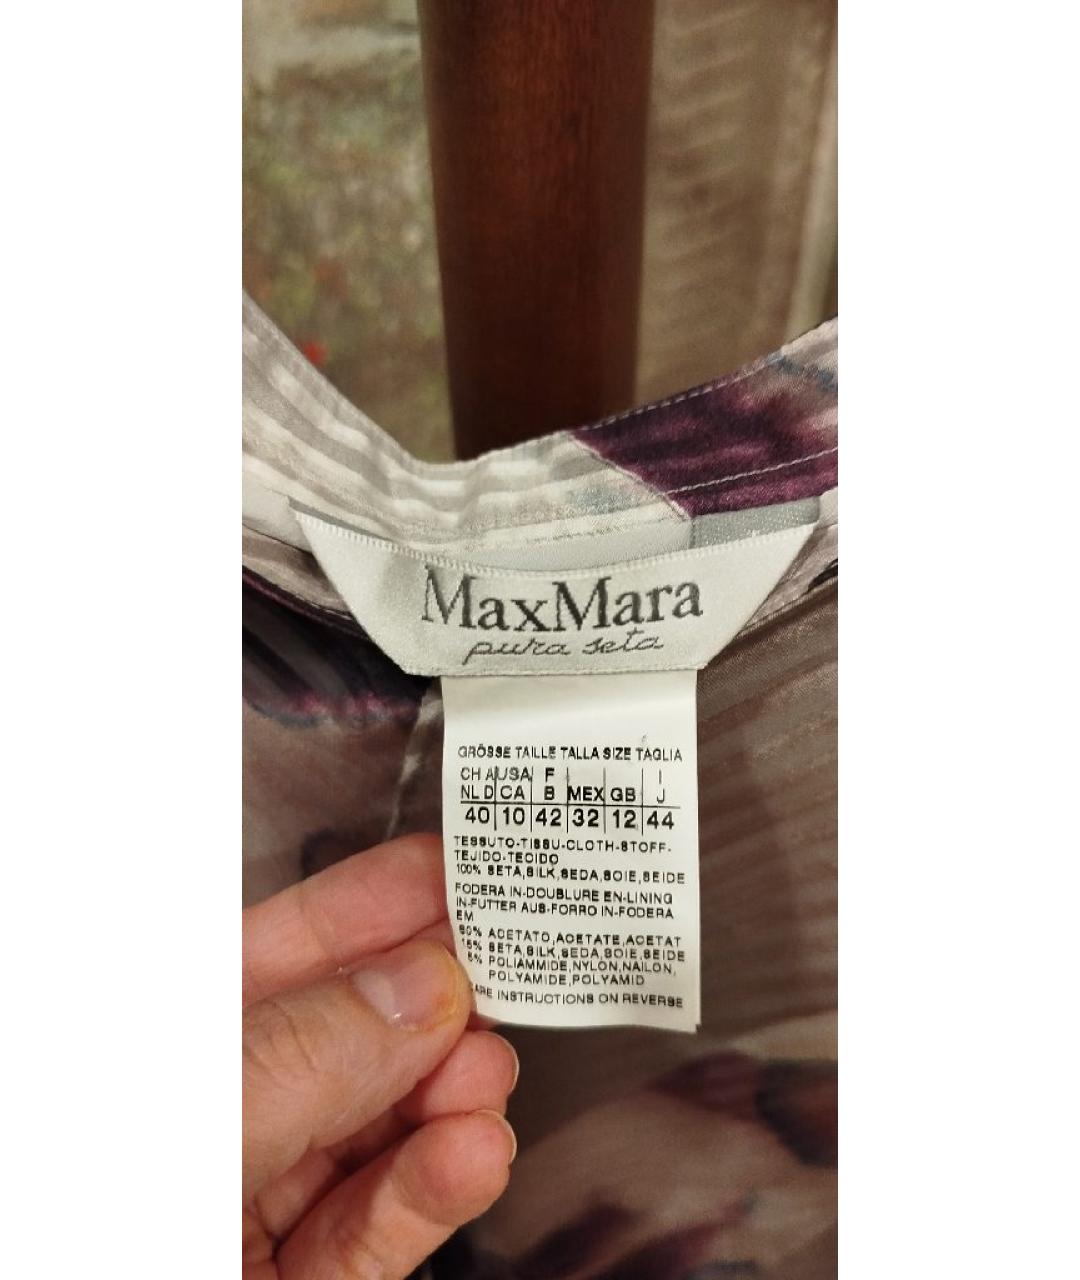 MaxMara
pura seta
GRÖSSE TAILLE TALLA SIZE TAGLIA
CH A USA F I
NL D CA B MEX GB J
40 10 42 32 12 44
TESSUTO-TISSU-CLOTH-STOFF-
TEJIDO-TECIDO
100% SETA,SILK,SEDA,SOIE,SEIDE
FODERA IN-DOUBLURE EN-LINING
IN-FUTTER AUS-FORRO IN-FODERA
EM
80% ACETATO,ACETATE,ACETAT
15% SETA,SILK,SEDA,SOIE,SEIDE
5% POLIAMMIDE,NYLON,NAILON,
POLYAMIDE,POLYAMID
CARE INSTRUCTIONS ON REVERSE